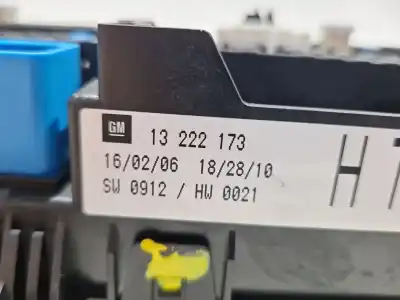 GM 13 222 173
16/02/06 18/28/10
SW 0912 / HW 0021
H